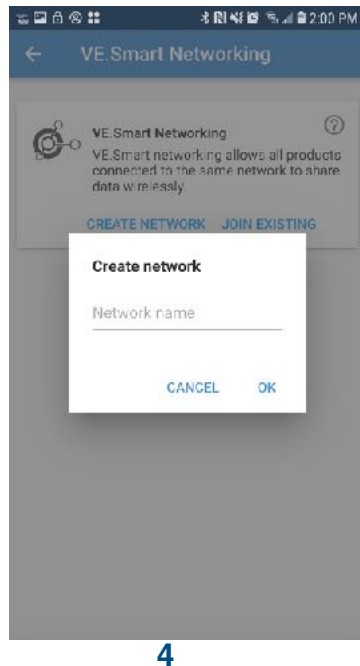 2:00 PM
VE.Smart Networking
VE.Smart Networking
VE.Smart networking allows all products
connected to the same network to share
data wirelessly.
CREATE NETWORK JOIN EXISTING
Create network
Network name
CANCEL OK
4